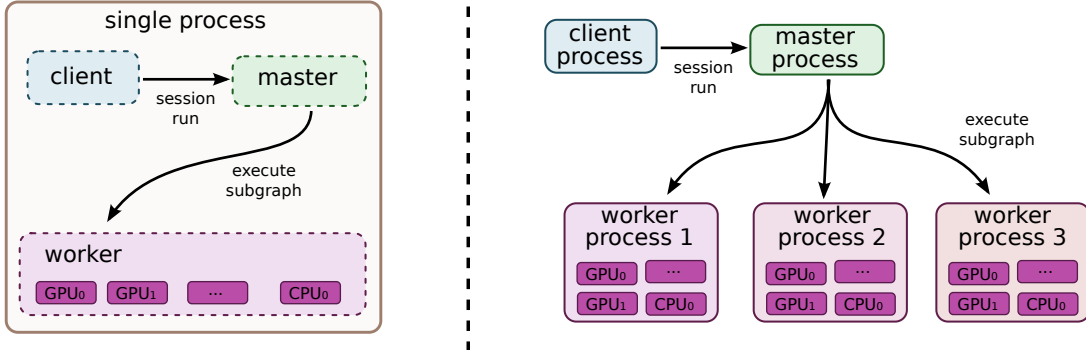 single process
client
master
session
run
execute
subgraph
worker
GPU₀
GPU₁
...
CPU₀
client
process
session
run
master
process
execute
subgraph
worker
process 1
GPU₀
...
GPU₁
CPU₀
worker
process 2
GPU₀
...
GPU₁
CPU₀
worker
process 3
GPU₀
...
GPU₁
CPU₀